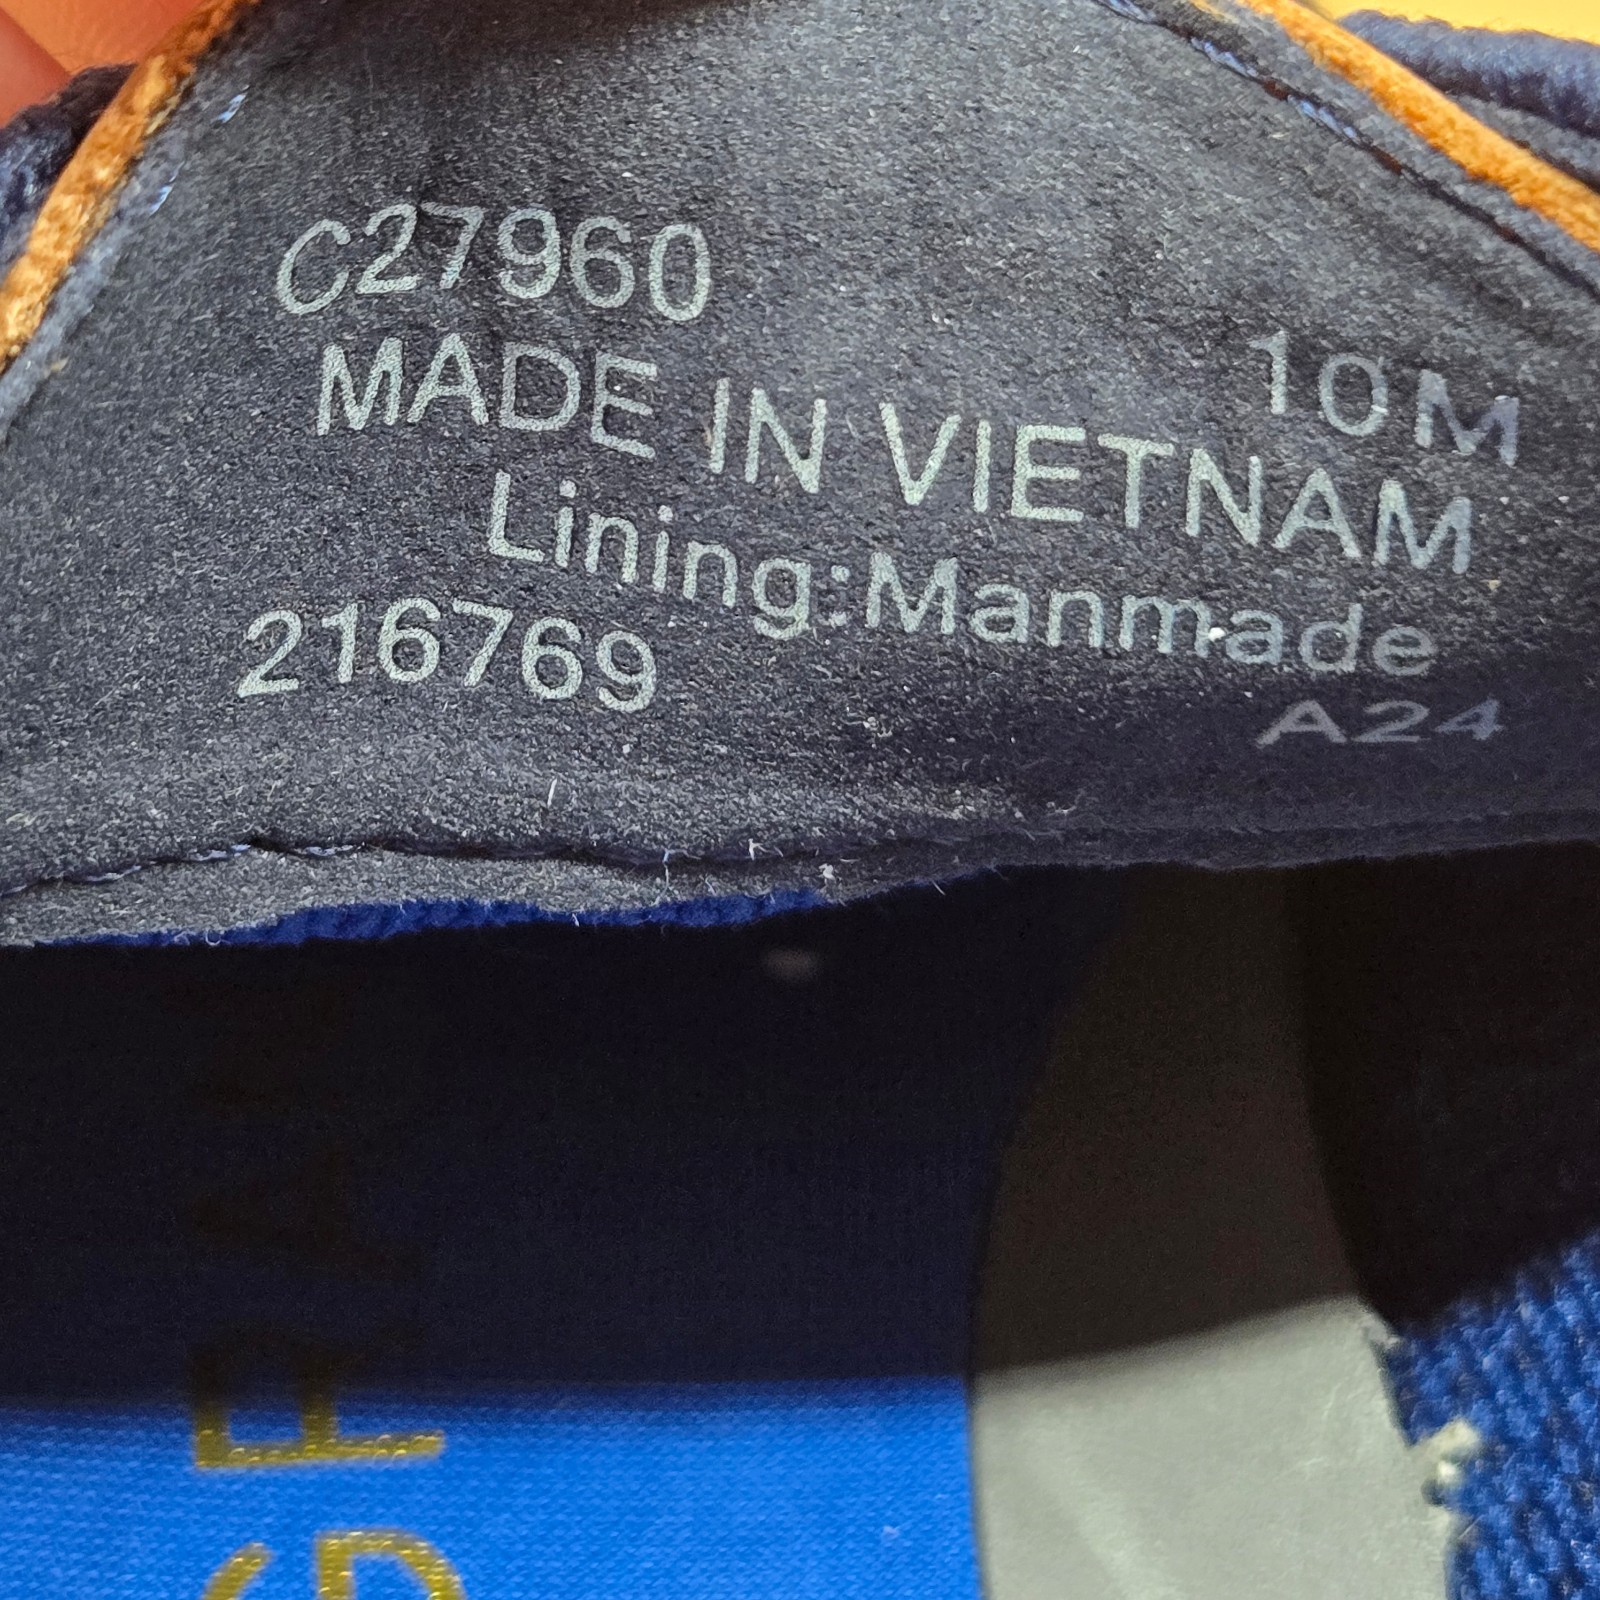 C27960
10M
MADE IN VIETNAM
Lining:Manmade
216769
A24